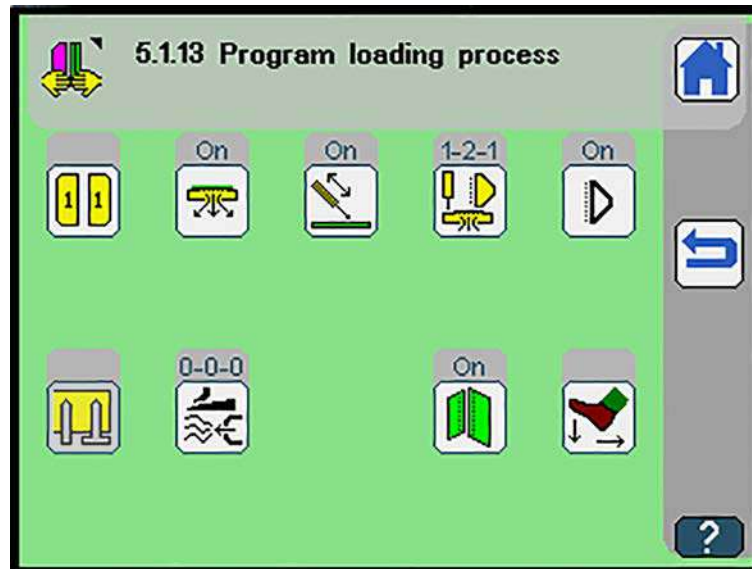 5.1.13 Program loading process
On On 1-2-1 On
1 1
0-0-0 On
?